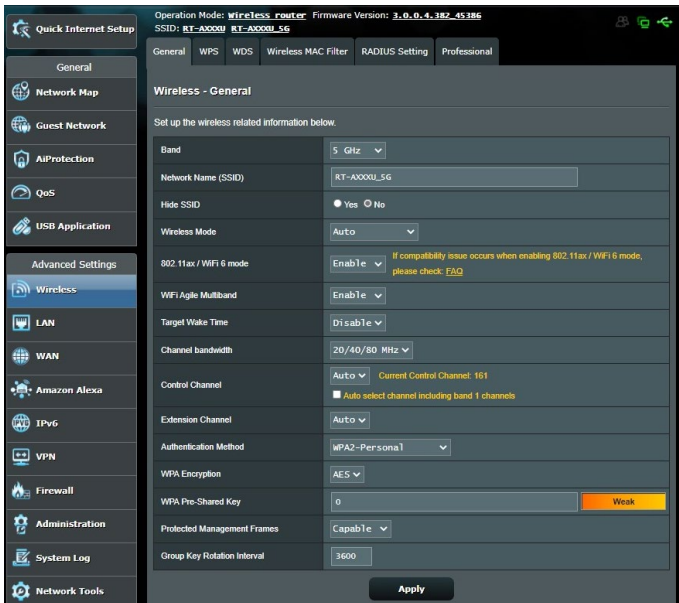 Quick Internet Setup
General
Network Map
Guest Network
AiProtection
QoS
USB Application
Advanced Settings
Wireless
LAN
WAN
Amazon Alexa
IPv6
VPN
Firewall
Administration
System Log
Network Tools
Operation Mode: Wireless router Firmware Version: 3.0.0.4.382_45386
SSID: RT-AXXXU RT-AXXXU_5G
General WPS WDS Wireless MAC Filter RADIUS Setting Professional
Wireless - General
Set up the wireless related information below.
Band 5 GHz
Network Name (SSID) RT-AXXXU_5G
Hide SSID Yes No
Wireless Mode Auto
802.11ax / WiFi 6 mode Enable If compatibility issue occurs when enabling 802.11ax / WiFi 6 mode,
please check: FAQ
WiFi Agile Multiband Enable
Target Wake Time Disable
Channel bandwidth 20/40/80 MHz
Control Channel Auto Current Control Channel: 161
Auto select channel including band 1 channels
Extension Channel Auto
Authentication Method WPA2-Personal
WPA Encryption AES
WPA Pre-Shared Key 0 Weak
Protected Management Frames Capable
Group Key Rotation Interval 3600
Apply